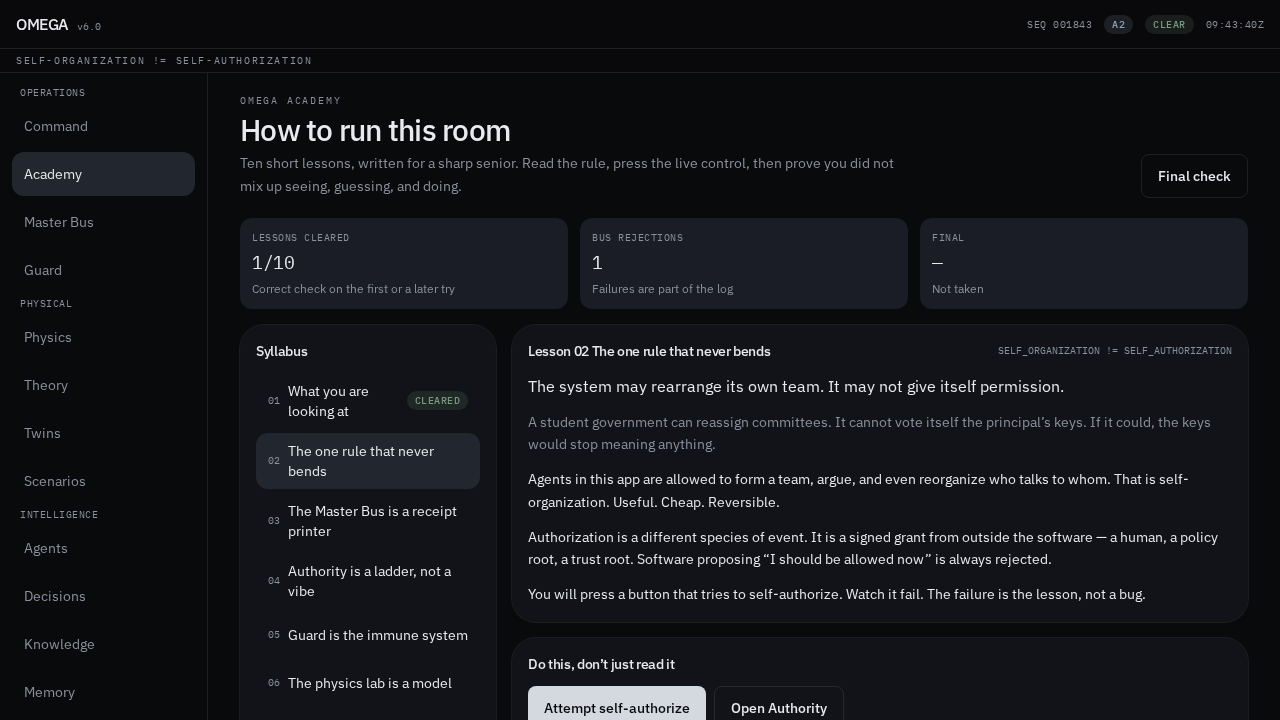 OMEGA v6.0
SEQ 001843 A2 CLEAR 09:43:40Z
SELF-ORGANIZATION != SELF-AUTHORIZATION
OPERATIONS
Command
Academy
Master Bus
Guard
PHYSICAL
Physics
Theory
Twins
Scenarios
INTELLIGENCE
Agents
Decisions
Knowledge
Memory
OMEGA ACADEMY
How to run this room
Ten short lessons, written for a sharp senior. Read the rule, press the live control, then prove you did not
mix up seeing, guessing, and doing.
Final check
LESSONS CLEARED
1/10
Correct check on the first or a later try
BUS REJECTIONS
1
Failures are part of the log
FINAL
—
Not taken
Syllabus
01 What you are
looking at
CLEARED
02 The one rule that never
bends
03 The Master Bus is a receipt
printer
04 Authority is a ladder, not a
vibe
05 Guard is the immune system
06 The physics lab is a model
Lesson 02 The one rule that never bends
SELF_ORGANIZATION != SELF_AUTHORIZATION
The system may rearrange its own team. It may not give itself permission.
A student government can reassign committees. It cannot vote itself the principal’s keys. If it could, the keys
would stop meaning anything.
Agents in this app are allowed to form a team, argue, and even reorganize who talks to whom. That is self-
organization. Useful. Cheap. Reversible.
Authorization is a different species of event. It is a signed grant from outside the software — a human, a policy
root, a trust root. Software proposing “I should be allowed now” is always rejected.
You will press a button that tries to self-authorize. Watch it fail. The failure is the lesson, not a bug.
Do this, don’t just read it
Attempt self-authorize
Open Authority